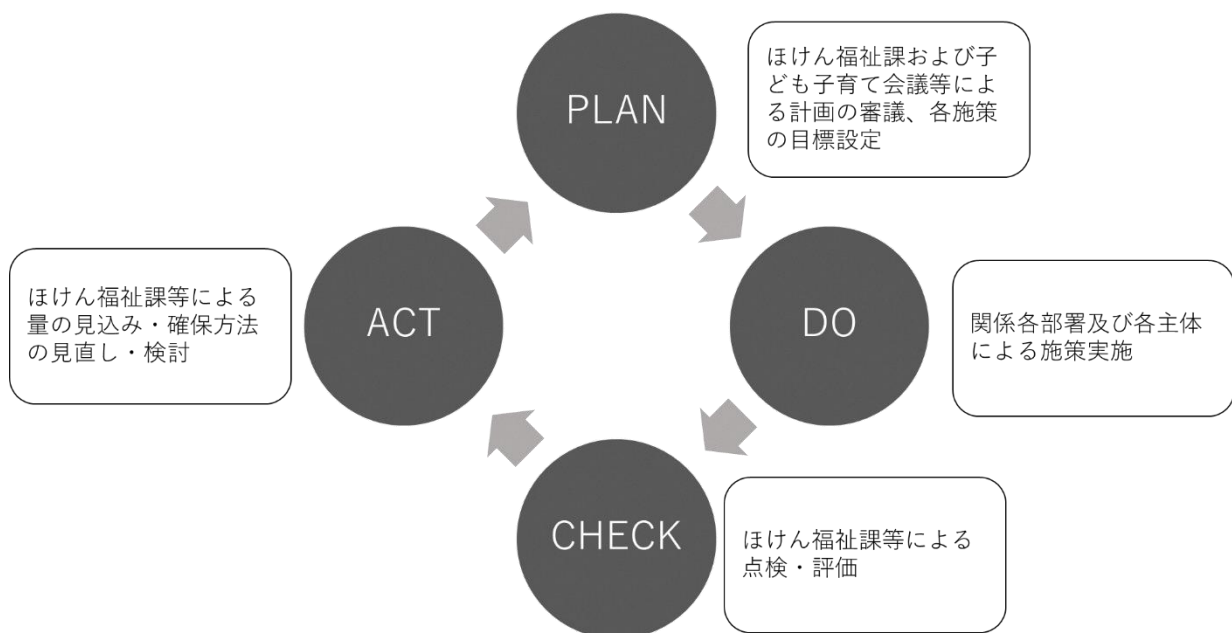 PLAN
ほけん福祉課および子
ども子育て会議等によ
る計画の審議、各施策
の目標設定
DO
関係各部署及び各主体
による施策実施
CHECK
ほけん福祉課等による
点検・評価
ACT
ほけん福祉課等による
量の見込み・確保方法
の見直し・検討